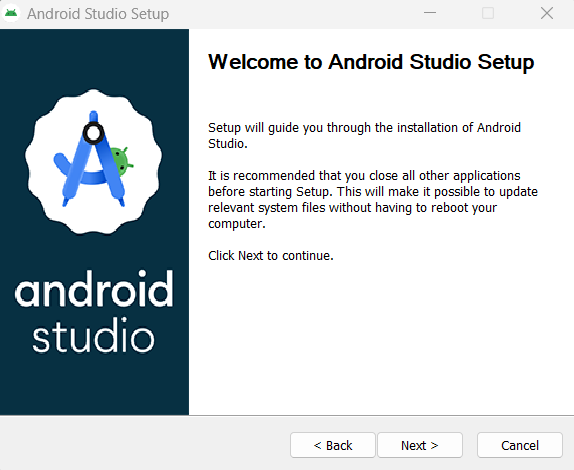 Android Studio Setup
Welcome to Android Studio Setup
Setup will guide you through the installation of Android
Studio.
It is recommended that you close all other applications
before starting Setup. This will make it possible to update
relevant system files without having to reboot your
computer.
Click Next to continue.
android
studio
< Back
Next >
Cancel